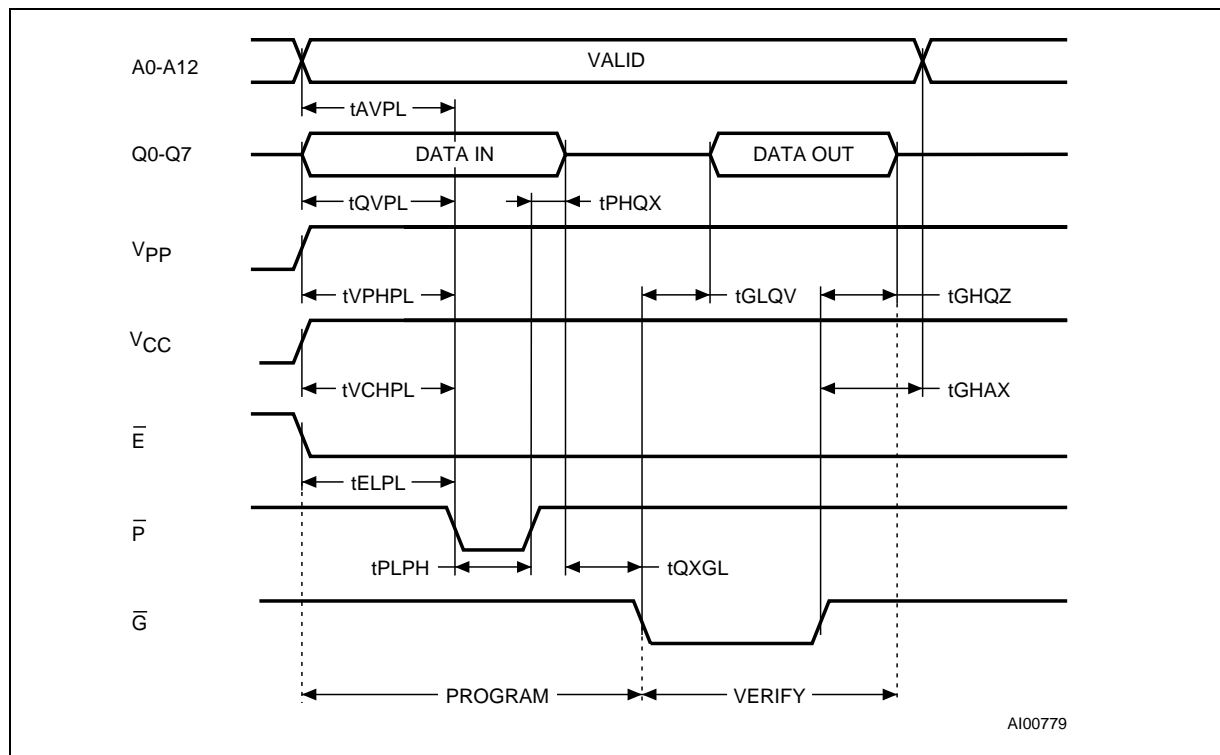 A0-A12
VALID
tAVPL
Q0-Q7
DATA IN
DATA OUT
tQVPL
tPHQX
VPP
tVPHPL
tGLQV
tGHQZ
VCC
tVCHPL
tGHAX
E̅
tELPL
P̅
tPLPH
tQXGL
G̅
PROGRAM
VERIFY
AI00779